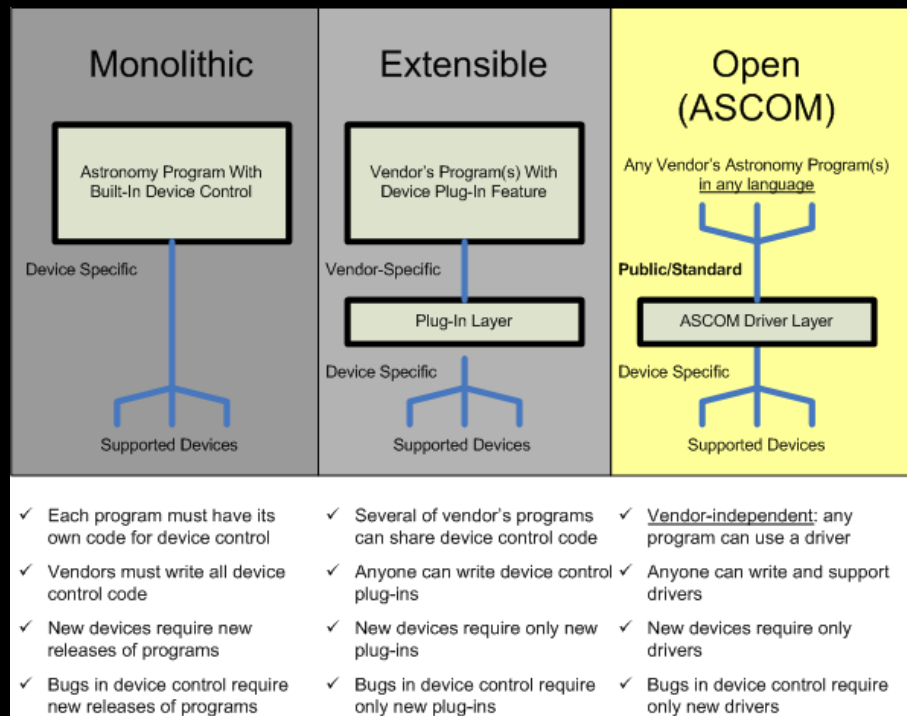 Monolithic
Astronomy Program With
Built-In Device Control
Device Specific
Supported Devices
✓ Each program must have its
own code for device control
✓ Vendors must write all device
control code
✓ New devices require new
releases of programs
✓ Bugs in device control require
new releases of programs
Extensible
Vendor's Program(s) With
Device Plug-In Feature
Vendor-Specific
Plug-In Layer
Device Specific
Supported Devices
✓ Several of vendor's programs
can share device control code
✓ Anyone can write device control
plug-ins
✓ New devices require only new
plug-ins
✓ Bugs in device control require
only new plug-ins
Open
(ASCOM)
Any Vendor's Astronomy Program(s)
in any language
Public/Standard
ASCOM Driver Layer
Device Specific
Supported Devices
✓ Vendor-independent: any
program can use a driver
✓ Anyone can write and support
drivers
✓ New devices require only
drivers
✓ Bugs in device control require
only new drivers